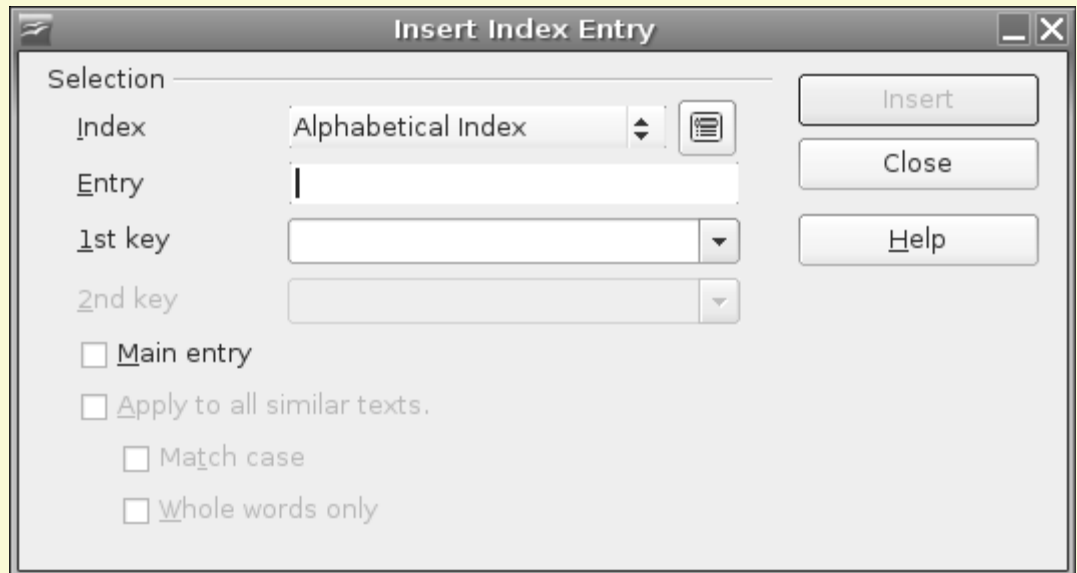 Insert Index Entry
Selection
Index Alphabetical Index
Entry
1st key
2nd key
Main entry
Apply to all similar texts.
Match case
Whole words only
Insert
Close
Help